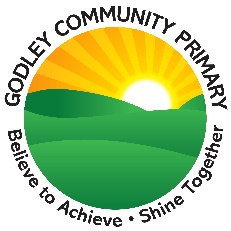 GODLEY COMMUNITY PRIMARY
Believe to Achieve • Shine Together